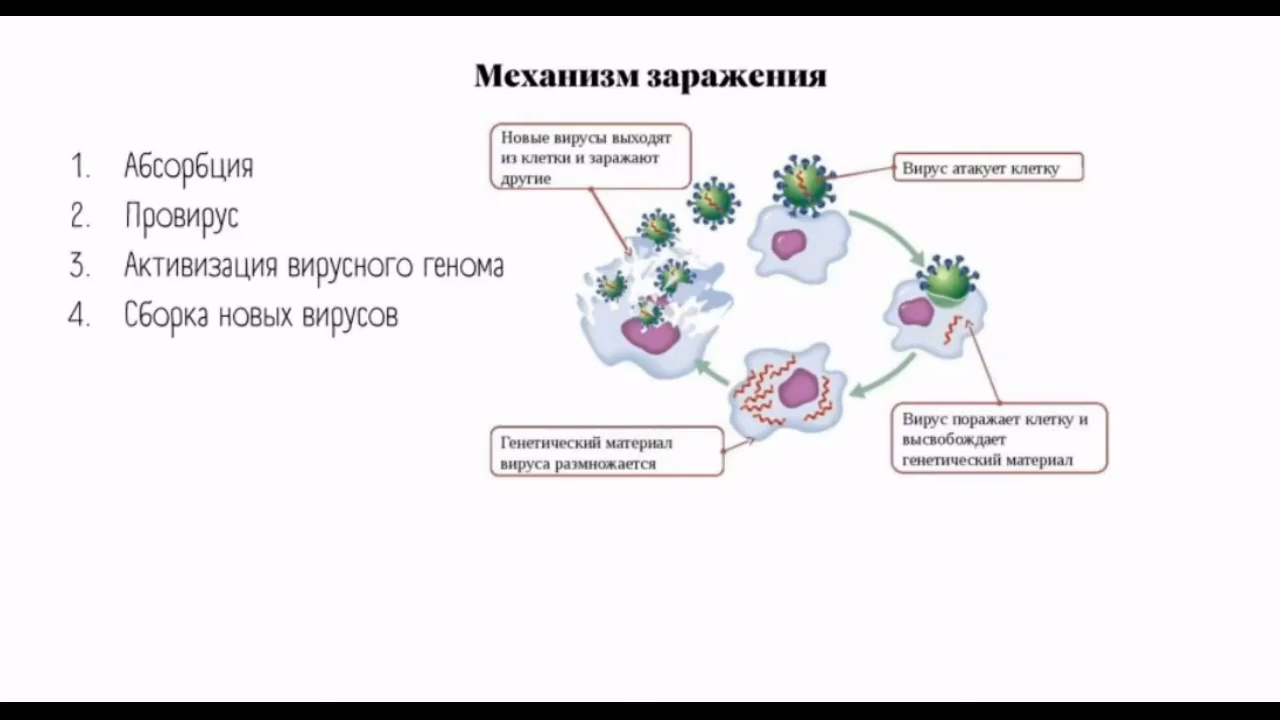 Механизм заражения
1. Абсорбция
2. Провирус
3. Активизация вирусного генома
4. Сборка новых вирусов
Новые вирусы выходят
из клетки и заражают
другие
Вирус атакует клетку
Вирус поражает клетку и
высвобождает
генетический материал
Генетический материал
вируса размножается